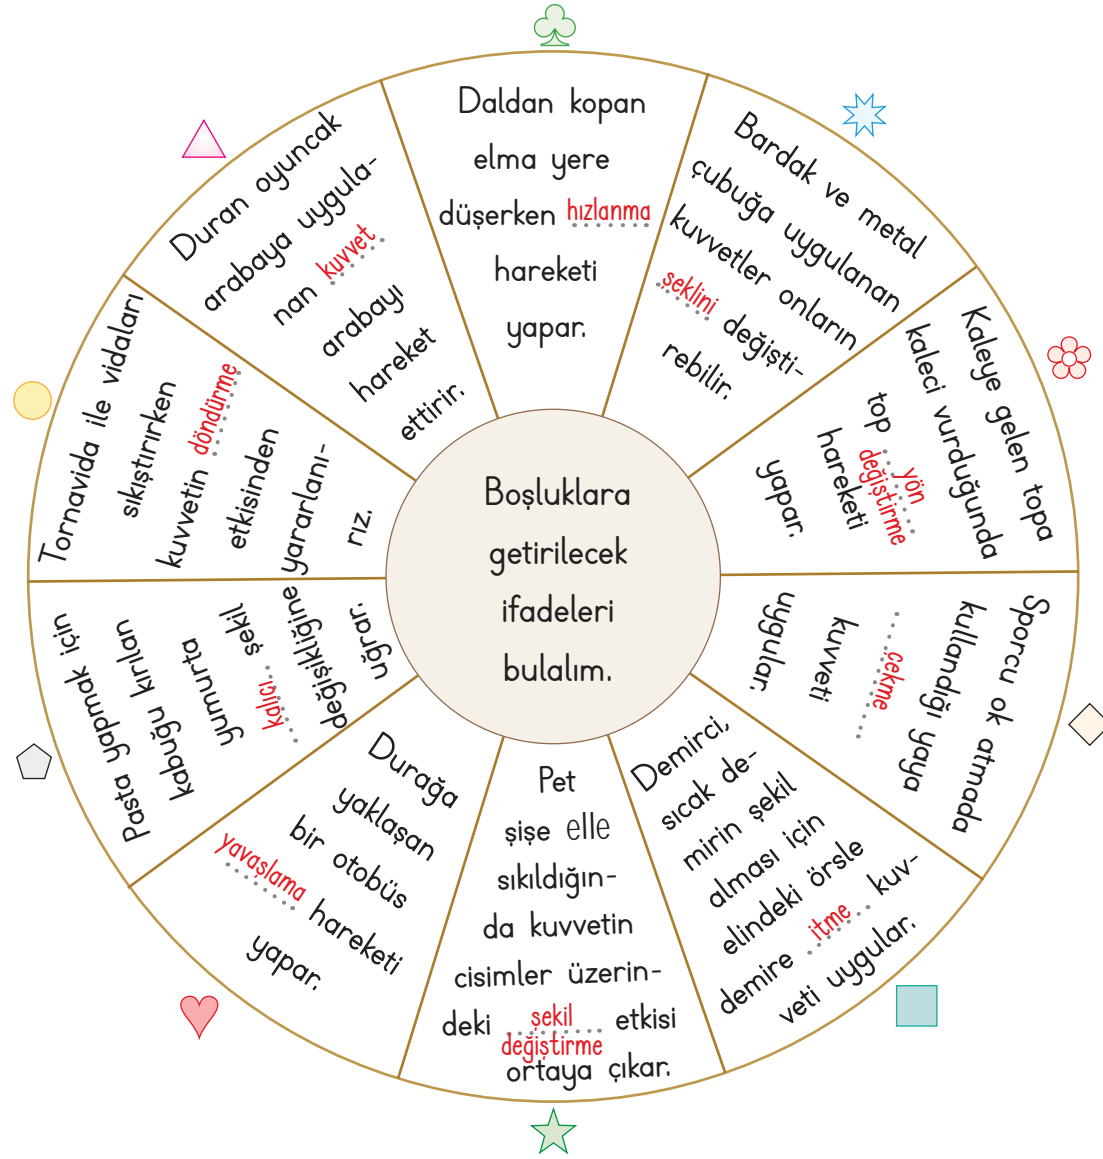 Daldan kopan
elma yere
düşerken hızlanma
hareketi
yapar.
Bardak ve metal
çubuğa uygulanan
kuvvetler onların
şeklini değişti-
rebilir.
Kaleye gelen topa
kaleci vurduğunda
top yön
değiştirme
hareketi
yapar.
Sporcu ok atmada
kullandığı yaya
çekme
kuvveti
uygular.
Demirci,
sıcak de-
mirin şekil
alması için
elindeki örsle
demire itme kuv-
veti uygular.
Pet
şişe elle
sıkıldığın-
da kuvvetin
cisimler üzerin-
deki şekil etkisi
değiştirme
ortaya çıkar.
Durağa
yaklaşan
bir otobüs
yavaşlama hareketi
yapar.
Pasta yapmak için
kabuğu kırılan
yumurta
kalıcı şekil
değişikliğine
uğrar.
Tornavida ile vidaları
sıkıştırırken
kuvvetin döndürme
etkisinden
yararlanı-
rız.
Duran oyuncak
arabaya uygula-
nan kuvvet
arabayı
hareket
ettirir.
Boşluklara
getirilecek
ifadeleri
bulalım.